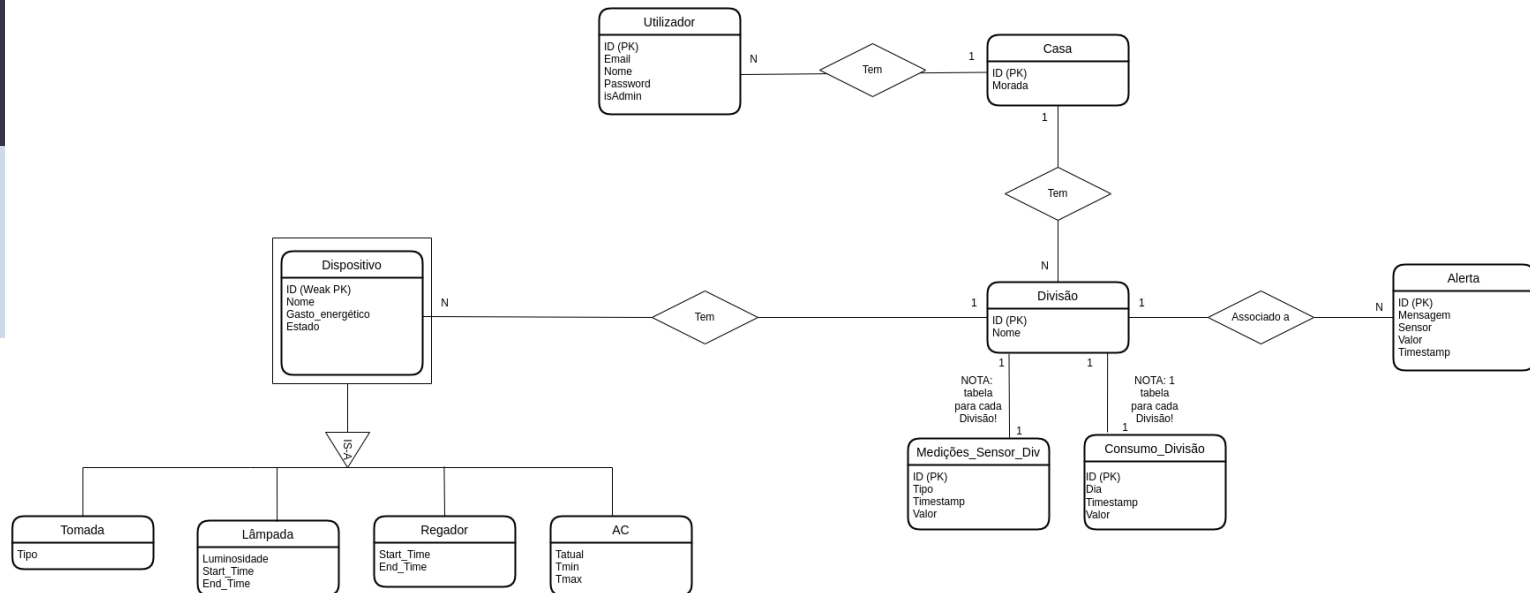 Utilizador
ID (PK)
Email
Nome
Password
isAdmin
N
Tem
1
Casa
ID (PK)
Morada
1
Tem
N
Dispositivo
ID (Weak PK)
Nome
Gasto_energético
Estado
N
Tem
1
Divisão
ID (PK)
Nome
1
Associado a
N
Alerta
ID (PK)
Mensagem
Sensor
Valor
Timestamp
1
NOTA:
tabela
para cada
Divisão!
1
1
NOTA: 1
tabela
para cada
Divisão!
1
Medições_Sensor_Div
ID (PK)
Tipo
Timestamp
Valor
Consumo_Divisão
ID (PK)
Dia
Timestamp
Valor
IS-A
Tomada
Tipo
Lâmpada
Luminosidade
Start_Time
End_Time
Regador
Start_Time
End_Time
AC
Tatual
Tmin
Tmax